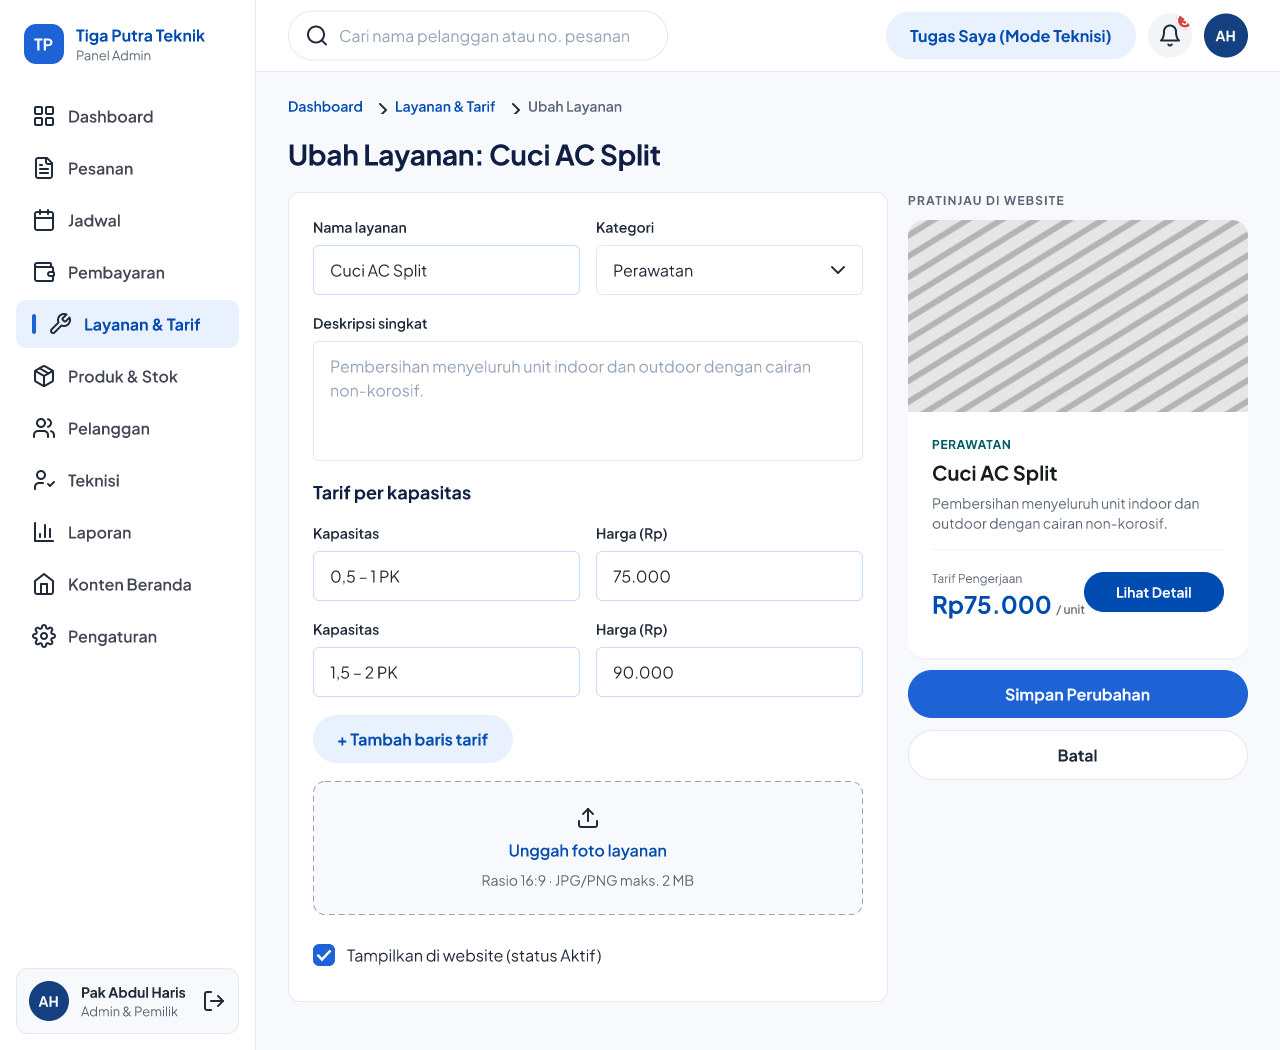 TP
Tiga Putra Teknik
Panel Admin
Cari nama pelanggan atau no. pesanan
Tugas Saya (Mode Teknisi)
AH
Dashboard
Pesanan
Jadwal
Pembayaran
Layanan & Tarif
Produk & Stok
Pelanggan
Teknisi
Laporan
Konten Beranda
Pengaturan
AH
Pak Abdul Haris
Admin & Pemilik
Dashboard > Layanan & Tarif > Ubah Layanan
Ubah Layanan: Cuci AC Split
Nama layanan
Cuci AC Split
Kategori
Perawatan
Deskripsi singkat
Pembersihan menyeluruh unit indoor dan outdoor dengan cairan
non-korosif.
Tarif per kapasitas
Kapasitas
0,5 – 1 PK
Harga (Rp)
75.000
Kapasitas
1,5 – 2 PK
Harga (Rp)
90.000
+ Tambah baris tarif
Unggah foto layanan
Rasio 16:9 · JPG/PNG maks. 2 MB
Tampilkan di website (status Aktif)
PRATINJAU DI WEBSITE
PERAWATAN
Cuci AC Split
Pembersihan menyeluruh unit indoor dan
outdoor dengan cairan non-korosif.
Tarif Pengerjaan
Rp75.000 / unit
Lihat Detail
Simpan Perubahan
Batal